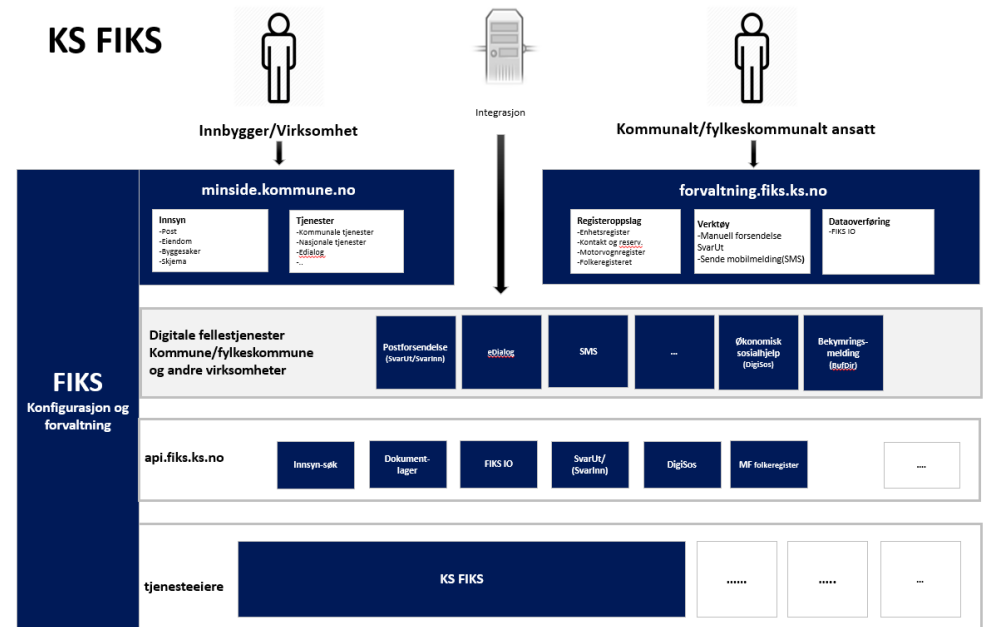 KS FIKS
Innbygger/Virksomhet
Integrasjon
Kommunalt/fylkeskommunalt ansatt
minside.kommune.no
Innsyn
-Post
-Eiendom
-Byggesaker
-Skjema
Tjenester
-Kommunale tjenester
-Nasjonale tjenester
-Edialog
-..
forvaltning.fiks.ks.no
Registeroppslag
-Enhetsregister
-Kontakt og reserv.
-Motorvognregister
-Folkeregisteret
Verktøy
-Manuell forsendelse
SvarUt
-Sende mobilmelding(SMS)
Dataoverføring
-FIKS IO
FIKS
Konfigurasjon og
forvaltning
Digitale fellestjenester
Kommune/fylkeskommune
og andre virksomheter
Postforsendelse
(SvarUt/SvarInn)
eDialog
SMS
...
Økonomisk
sosialhjelp
(DigiSos)
Bekymrings-
melding
(BufDir)
api.fiks.ks.no
Innsyn-søk
Dokument-
lager
FIKS IO
SvarUt/
(SvarInn)
DigiSos
MF folkeregister
....
tjenesteeiere
KS FIKS
......
.....
...